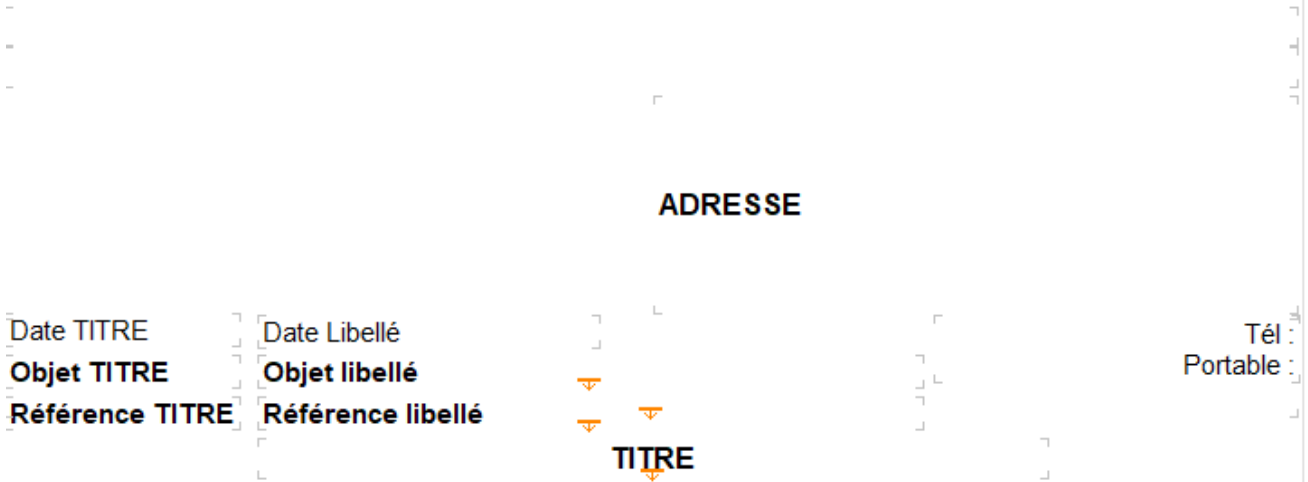 ADRESSE
Date TITRE Date Libellé Tél :
Objet TITRE Objet libellé Portable :
Référence TITRE Référence libellé
TITRE